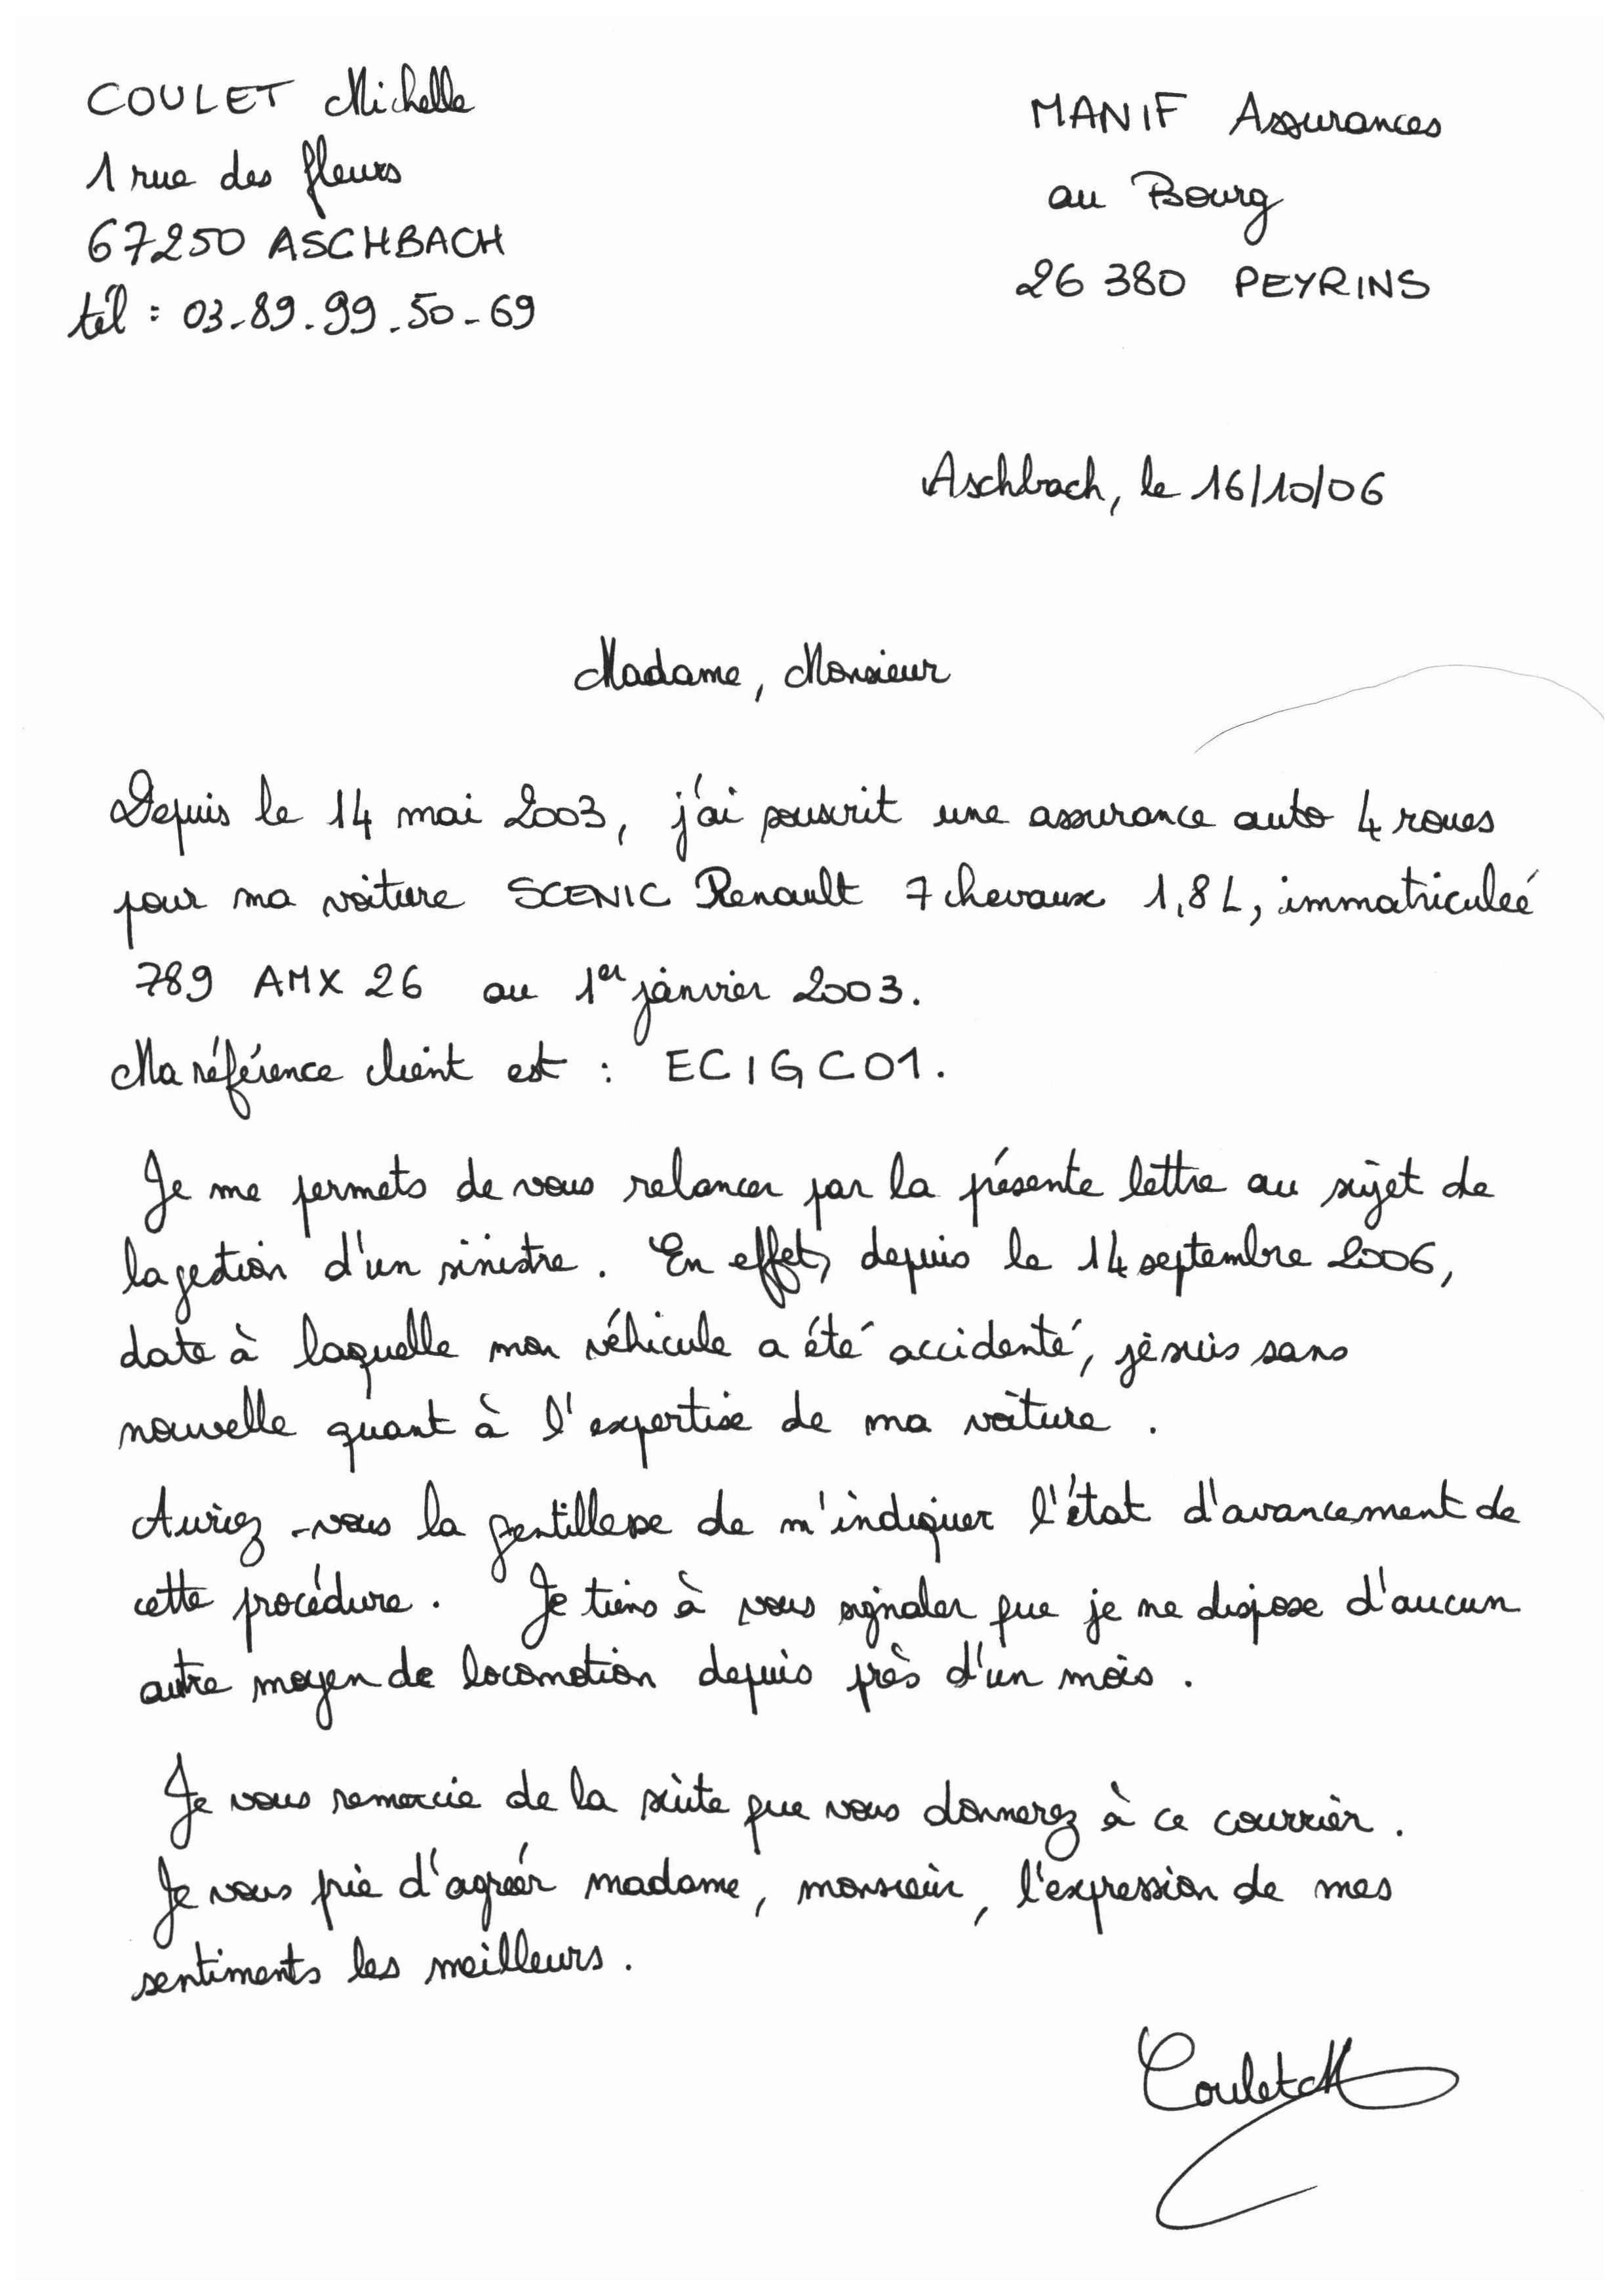 COULET Michelle
1 rue des fleurs
67250 ASCHBACH
tél : 03-89.99.50-69
MANIF Assurances
au Bourg
26 380 PEYRINS
Aschbach, le 16/10/06
Madame, Monsieur
Depuis le 14 mai 2003, j'ai souscrit une assurance auto 4 roues
pour ma voiture SCENIC Renault 7 chevaux 1,8 L, immatriculée
789 AMX 26 au 1er janvier 2003.
Ma référence client est : ECIGC01.
Je me permets de vous relancer par la présente lettre au sujet de
la gestion d'un sinistre. En effet, depuis le 14 septembre 2006,
date à laquelle mon véhicule a été accidenté, je suis sans
nouvelle quant à l'expertise de ma voiture.
Auriez-vous la gentillesse de m'indiquer l'état d'avancement de
cette procédure. Je tiens à vous signaler que je ne dispose d'aucun
autre moyen de locomotion depuis près d'un mois.
Je vous remercie de la suite que vous donnerez à ce courrier.
Je vous prie d'agréer madame, monsieur, l'expression de mes
sentiments les meilleurs.
Coulet M